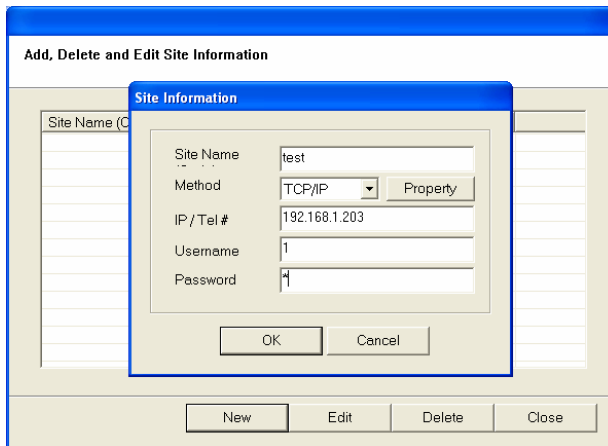 Add, Delete and Edit Site Information
Site Name (C
Site Information
Site Name
test
Method
TCP/IP
Property
IP / Tel #
192.168.1.203
Username
1
Password
*
OK
Cancel
New
Edit
Delete
Close